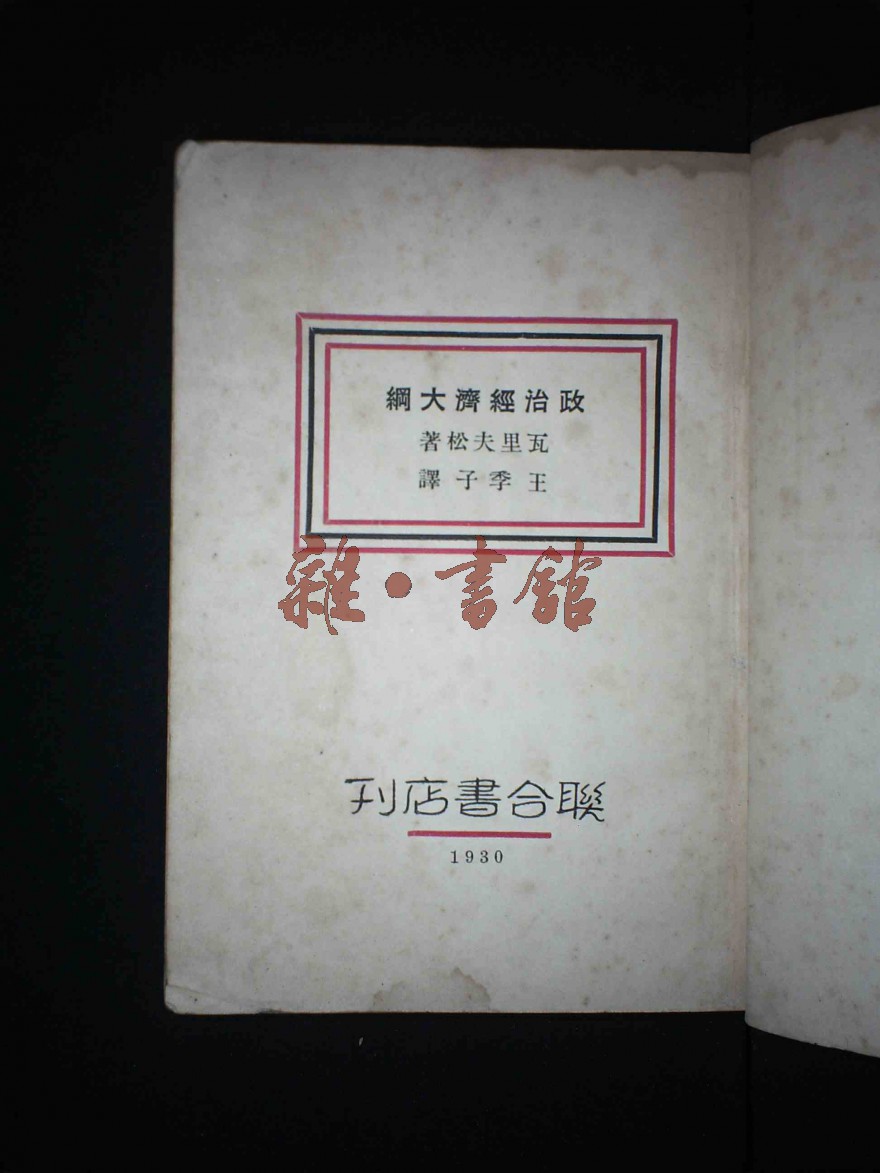 政治經濟大綱
瓦里夫松著
王季子譯
雜·書館
聯合書店刊
1930